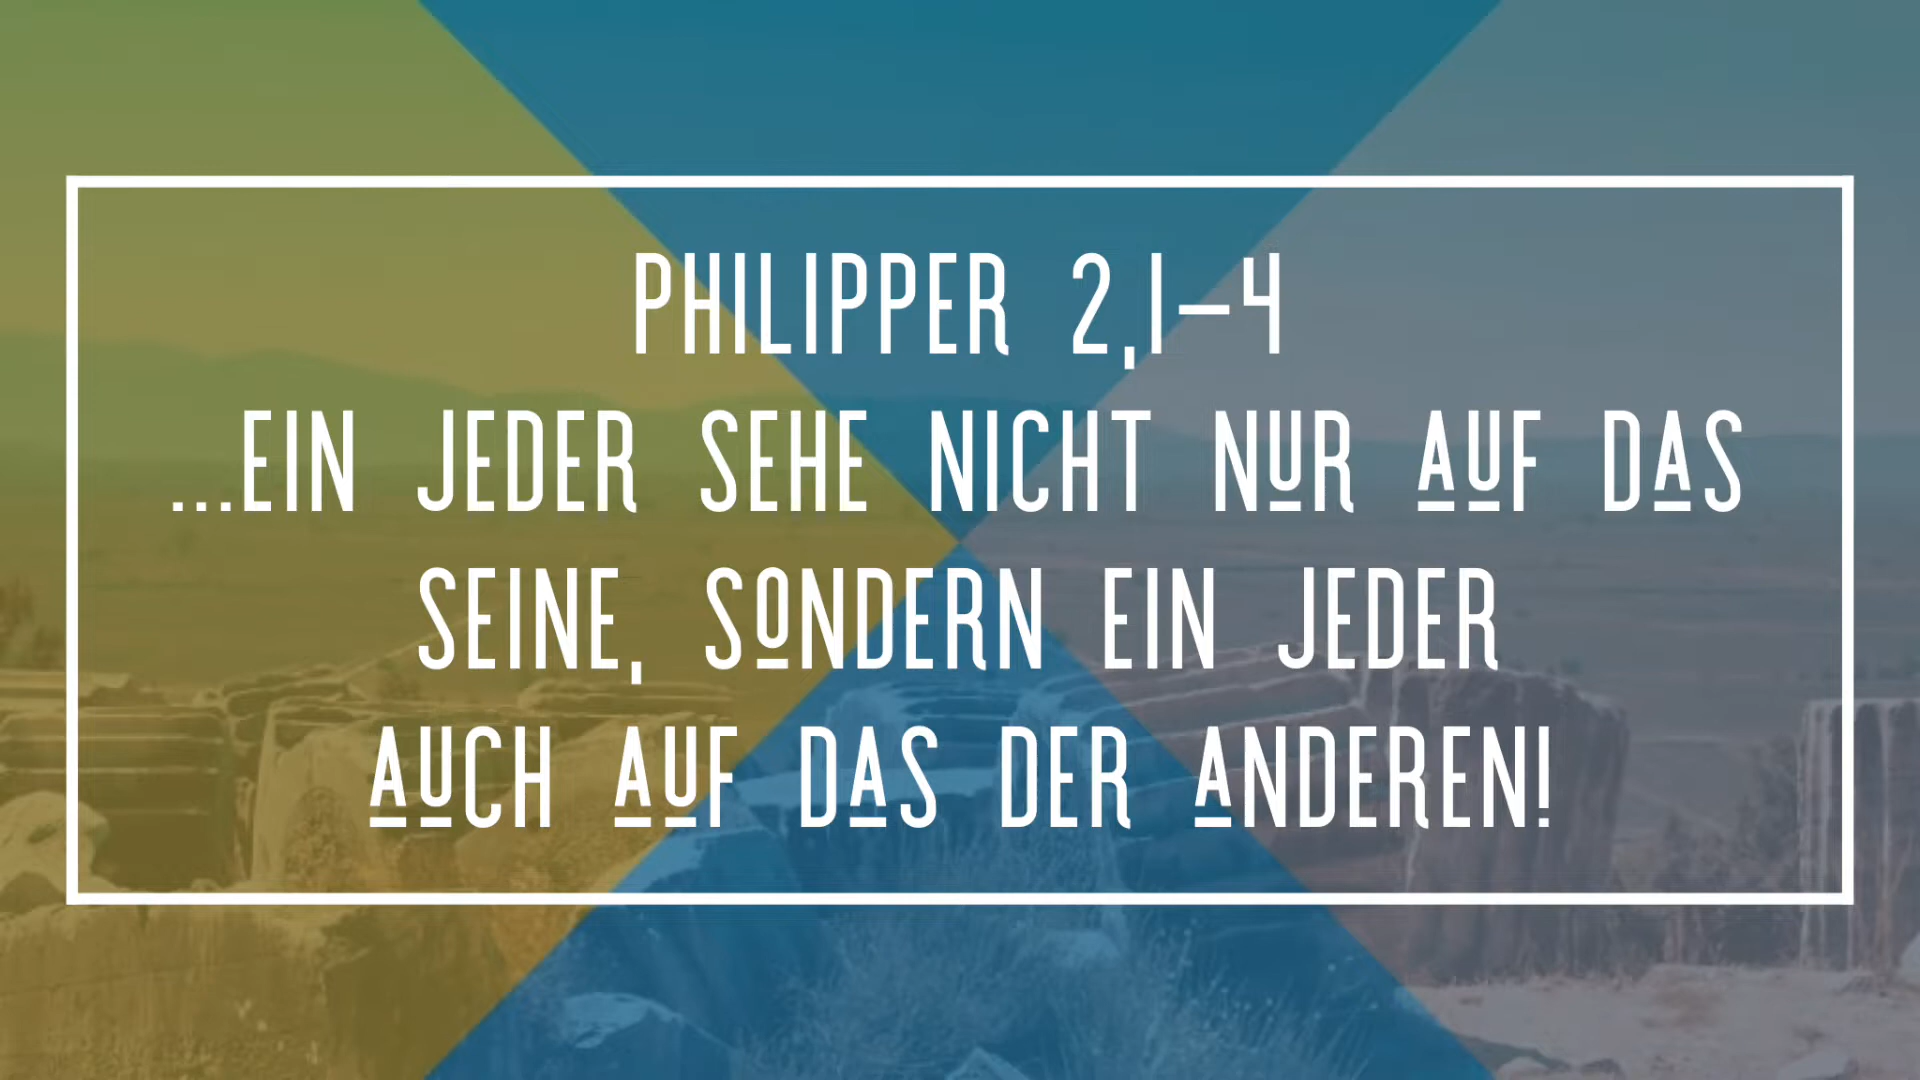 PHILIPPER 2,1-4
...EIN JEDER SEHE NICHT NUR AUF DAS
SEINE, SONDERN EIN JEDER
AUCH AUF DAS DER ANDEREN!